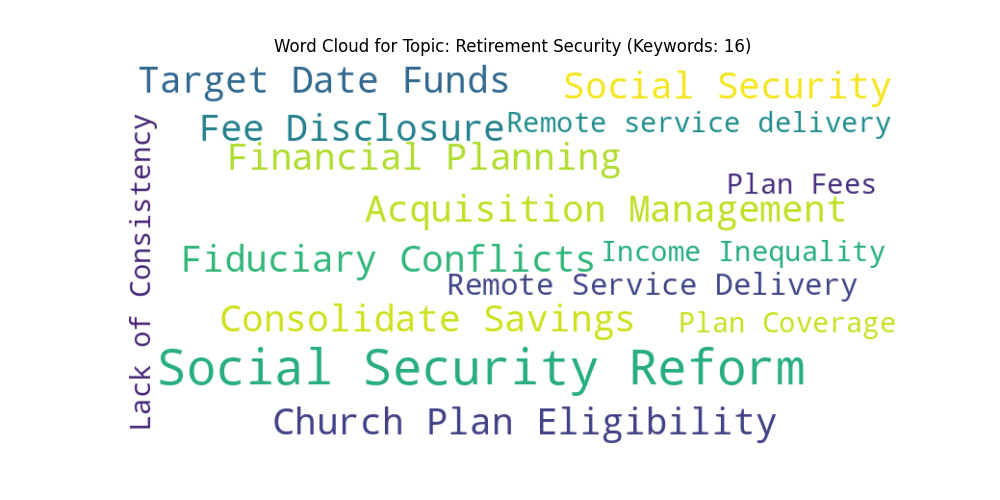 Word Cloud for Topic: Retirement Security (Keywords: 16)
Target Date Funds
Social Security
Fee Disclosure
Remote service delivery
Financial Planning
Plan Fees
Acquisition Management
Fiduciary Conflicts
Income Inequality
Remote Service Delivery
Consolidate Savings
Plan Coverage
Social Security Reform
Church Plan Eligibility
Lack of Consistency